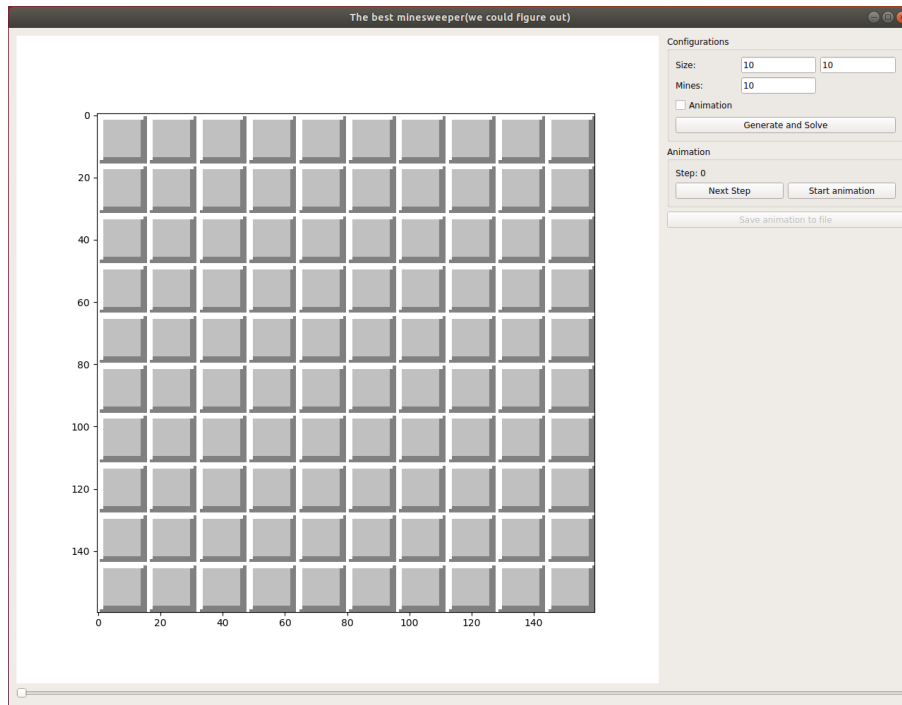 The best minesweeper(we could figure out)
Configurations
Size: 10 10
Mines: 10
Animation
Generate and Solve
Animation
Step: 0
Next Step Start animation
Save animation to file
0
20
40
60
80
100
120
140
0 20 40 60 80 100 120 140